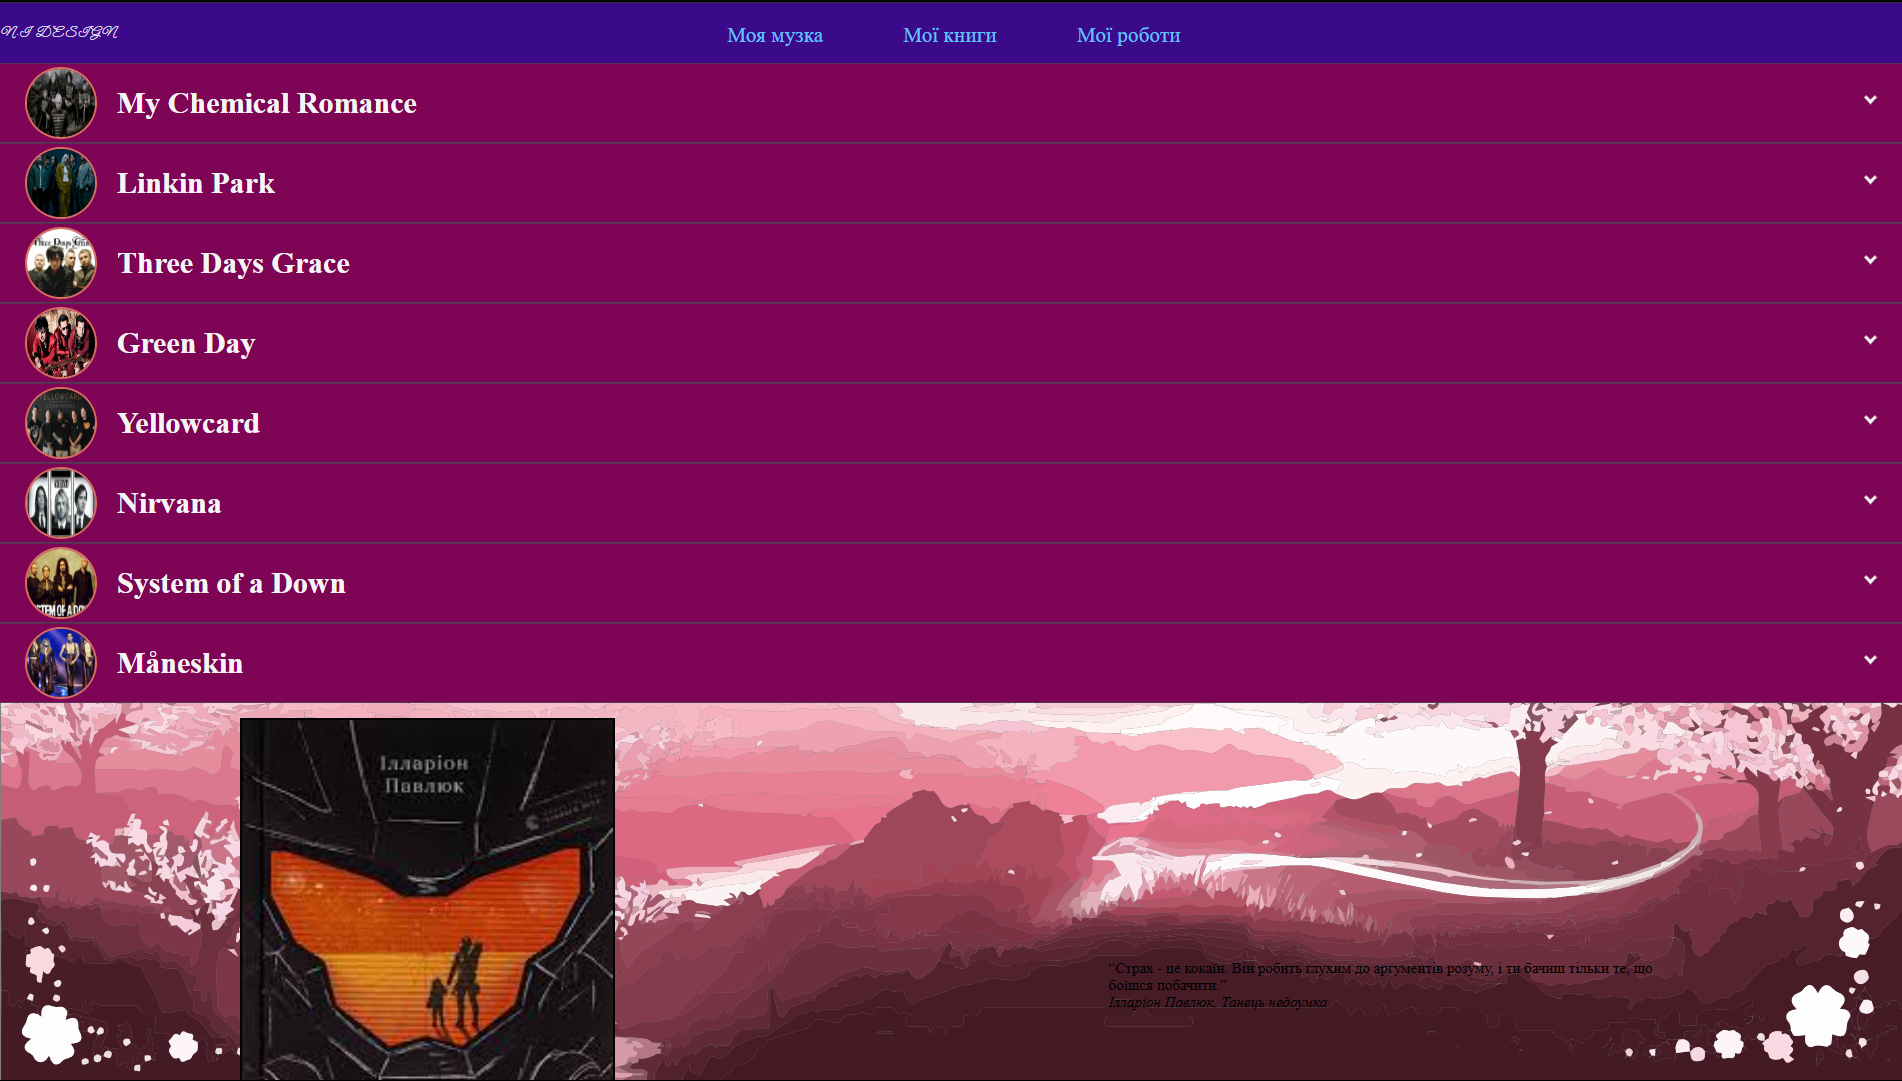 N.I DESIGN
Моя музка
Мої книги
Мої роботи
My Chemical Romance
Linkin Park
Three Days Grace
Green Day
Yellowcard
Nirvana
System of a Down
Måneskin
Ілларіон
Павлюк
“Страх - це кокаїн. Він робить глухим до аргументів розуму, і ти бачиш тільки те, що
боїшся побачити.”
Ілларіон Павлюк, Танець недоумка